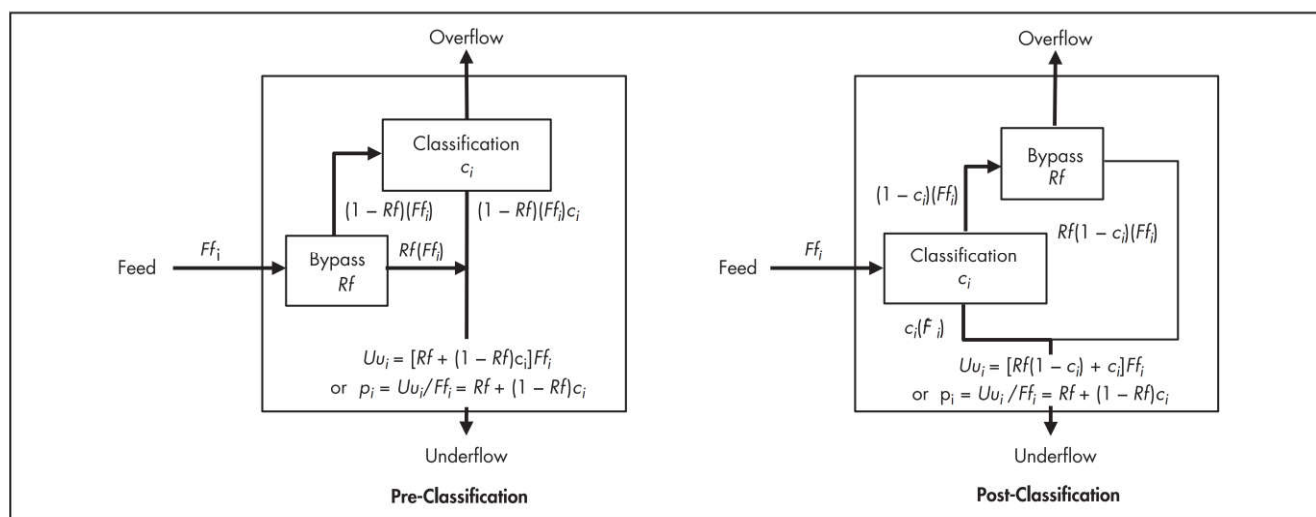 Overflow
Classification
c_i
(1 – Rf)(Ff_i)
(1 – Rf)(Ff_i)c_i
Ff_i
Feed
Bypass
Rf
Rf(Ff_i)
Uu_i = [Rf + (1 – Rf)c_i]Ff_i
or p_i = Uu_i/Ff_i = Rf + (1 – Rf)c_i
Underflow
Pre-Classification
Overflow
Bypass
Rf
(1 – c_i)(Ff_i)
Rf(1 – c_i)(Ff_i)
Ff_i
Feed
Classification
c_i
c_i(F _i)
Uu_i = [Rf(1 – c_i) + c_i]Ff_i
or p_i = Uu_i /Ff_i = Rf + (1 – Rf)c_i
Underflow
Post-Classification